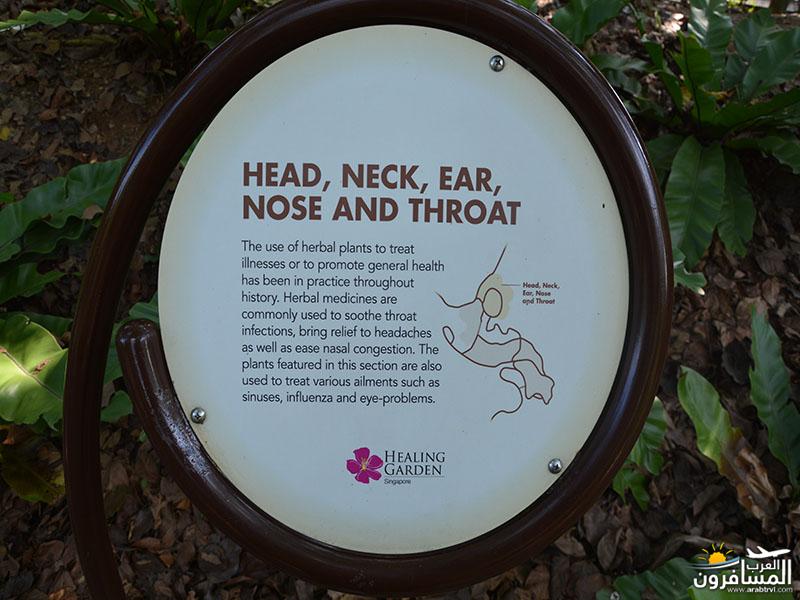 HEAD, NECK, EAR,
NOSE AND THROAT
The use of herbal plants to treat
illnesses or to promote general health
has been in practice throughout
history. Herbal medicines are
commonly used to soothe throat
infections, bring relief to headaches
as well as ease nasal congestion. The
plants featured in this section are also
used to treat various ailments such as
sinuses, influenza and eye-problems.
Head, Neck,
Ear, Nose
and Throat
HEALING
GARDEN
Singapore
العرب
المسافرون
www.arabtrvl.com